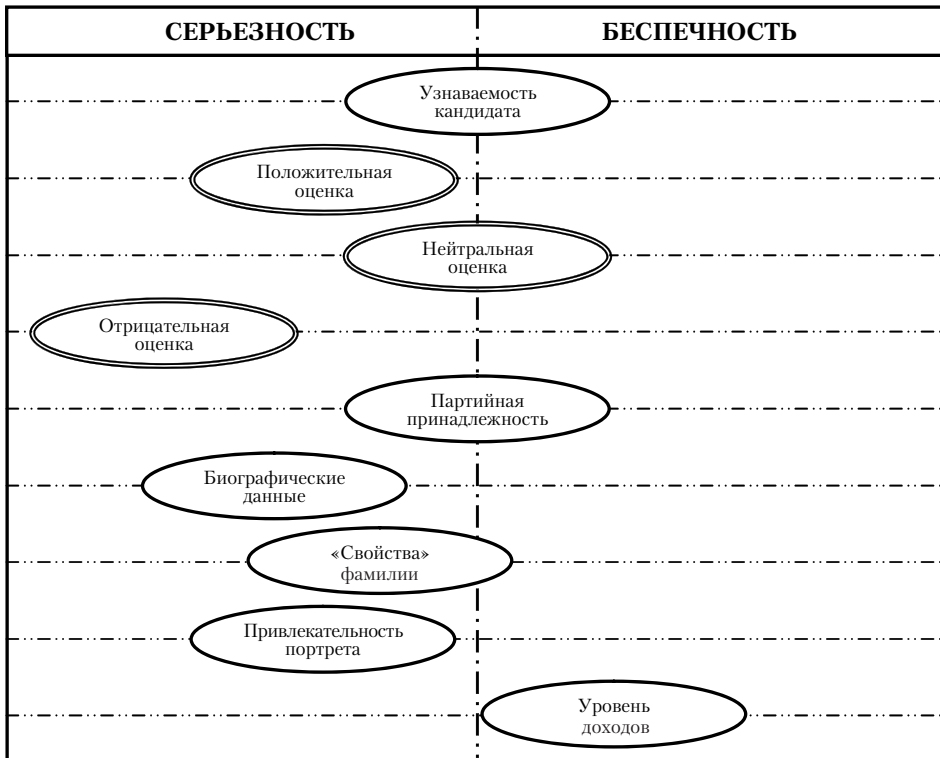 СЕРЬЕЗНОСТЬ БЕСПЕЧНОСТЬ
Узнаваемость
кандидата
Положительная
оценка
Нейтральная
оценка
Отрицательная
оценка
Партийная
принадлежность
Биографические
данные
«Свойства»
фамилии
Привлекательность
портрета
Уровень
доходов